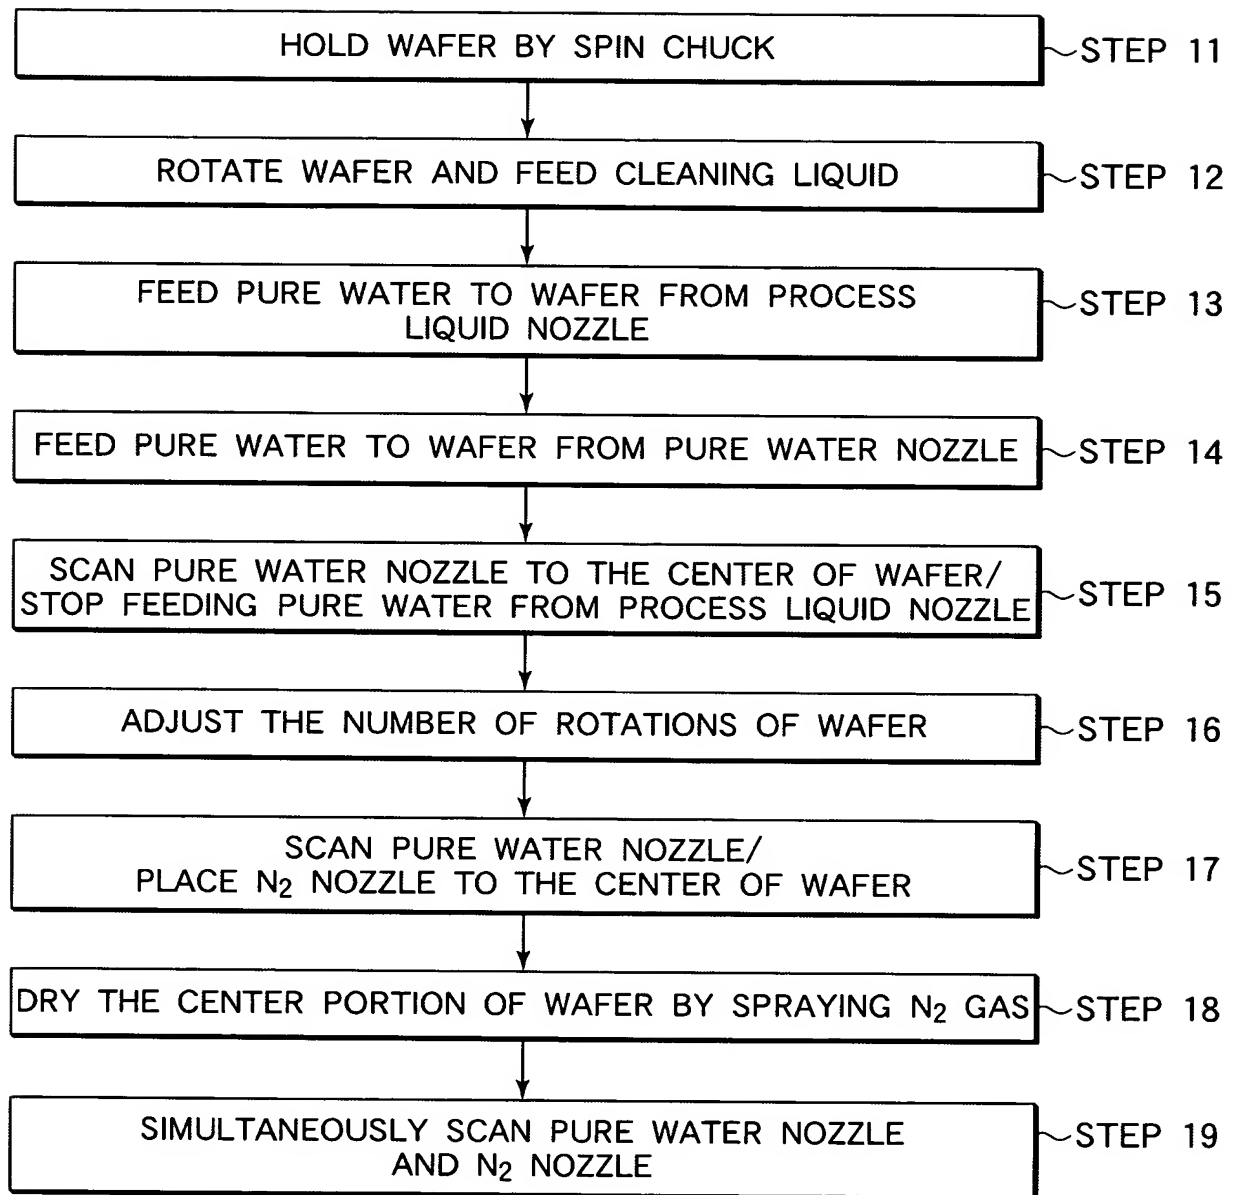 HOLD WAFER BY SPIN CHUCK
STEP 11
ROTATE WAFER AND FEED CLEANING LIQUID
STEP 12
FEED PURE WATER TO WAFER FROM PROCESS
LIQUID NOZZLE
STEP 13
FEED PURE WATER TO WAFER FROM PURE WATER NOZZLE
STEP 14
SCAN PURE WATER NOZZLE TO THE CENTER OF WAFER/
STOP FEEDING PURE WATER FROM PROCESS LIQUID NOZZLE
STEP 15
ADJUST THE NUMBER OF ROTATIONS OF WAFER
STEP 16
SCAN PURE WATER NOZZLE/
PLACE N₂ NOZZLE TO THE CENTER OF WAFER
STEP 17
DRY THE CENTER PORTION OF WAFER BY SPRAYING N₂ GAS
STEP 18
SIMULTANEOUSLY SCAN PURE WATER NOZZLE
AND N₂ NOZZLE
STEP 19